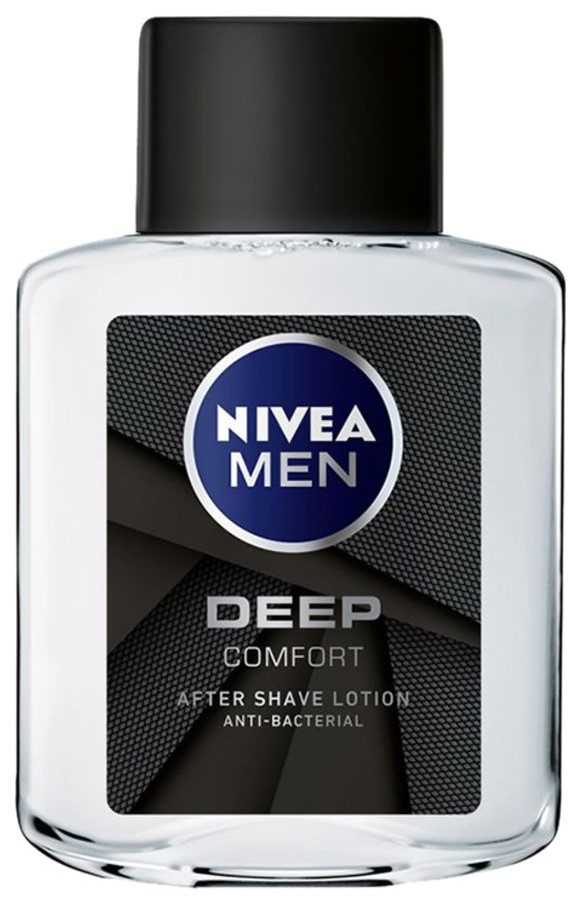 NIVEA
MEN
DEEP
COMFORT
AFTER SHAVE LOTION
ANTI-BACTERIAL